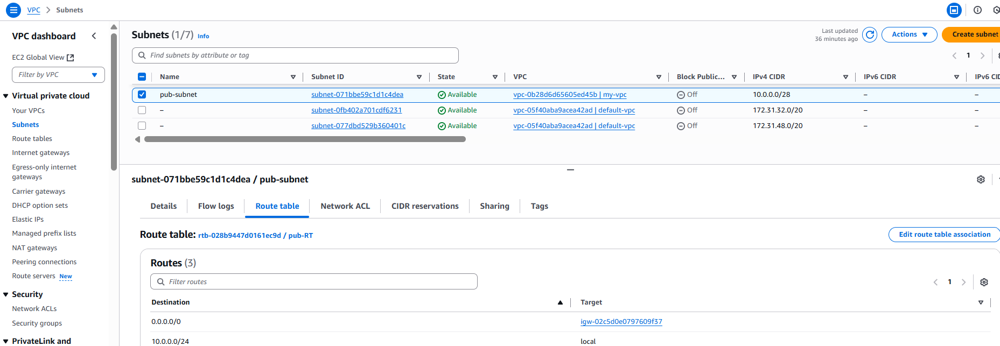 VPC > Subnets
VPC dashboard
EC2 Global View
Filter by VPC
Virtual private cloud
Your VPCs
Subnets
Route tables
Internet gateways
Egress-only internet
gateways
Carrier gateways
DHCP option sets
Elastic IPs
Managed prefix lists
NAT gateways
Peering connections
Route servers New
Security
Network ACLs
Security groups
PrivateLink and
Subnets (1/7) Info
Last updated
36 minutes ago
Actions
Create subnet
Find subnets by attribute or tag
1
Name Subnet ID State VPC Block Public... IPv4 CIDR IPv6 CIDR IPv6 CID
pub-subnet subnet-071bbe59c1d1c4dea Available vpc-0b28d6d65605ed45b | my-vpc Off 10.0.0.0/28 – –
– subnet-0fb402a701cdf6231 Available vpc-05f40aba9acea42ad | default-vpc Off 172.31.32.0/20 – –
– subnet-077dbd529b360401c Available vpc-05f40aba9acea42ad | default-vpc Off 172.31.48.0/20 – –
subnet-071bbe59c1d1c4dea / pub-subnet
Details Flow logs Route table Network ACL CIDR reservations Sharing Tags
Route table: rtb-028b9447d0161ec9d / pub-RT
Edit route table association
Routes (3)
Filter routes
1
Destination Target
0.0.0.0/0 igw-02c5d0e0797609f37
10.0.0.0/24 local